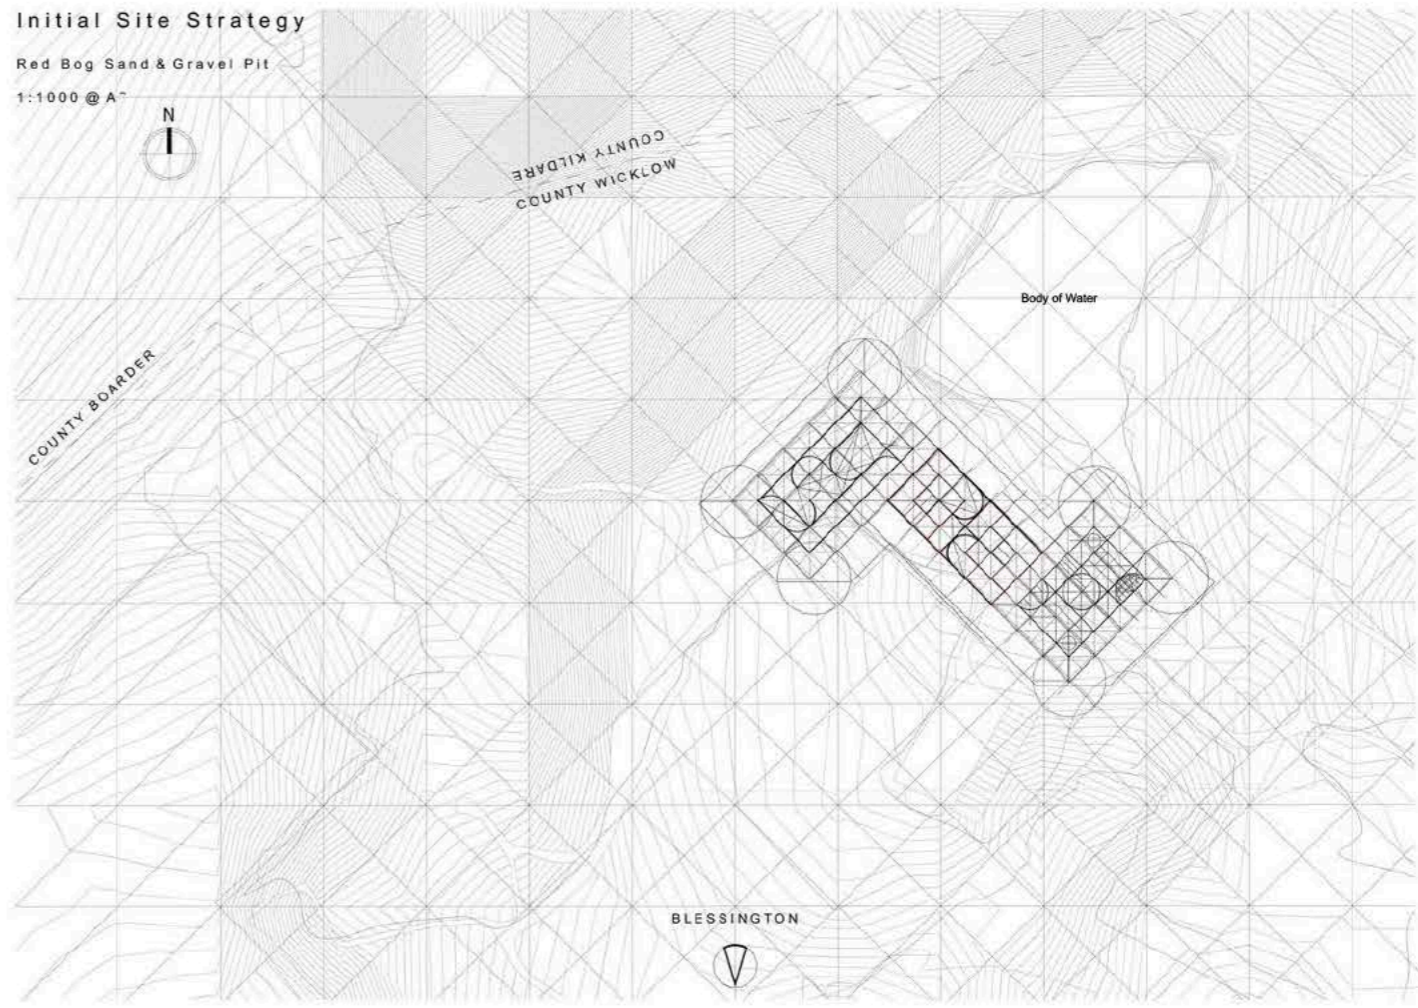 Initial Site Strategy
Red Bog Sand & Gravel Pit
1:1000 @
N
COUNTY KILDARE
COUNTY WICKLOW
Body of Water
COUNTY BOARDER
BLESSINGTON